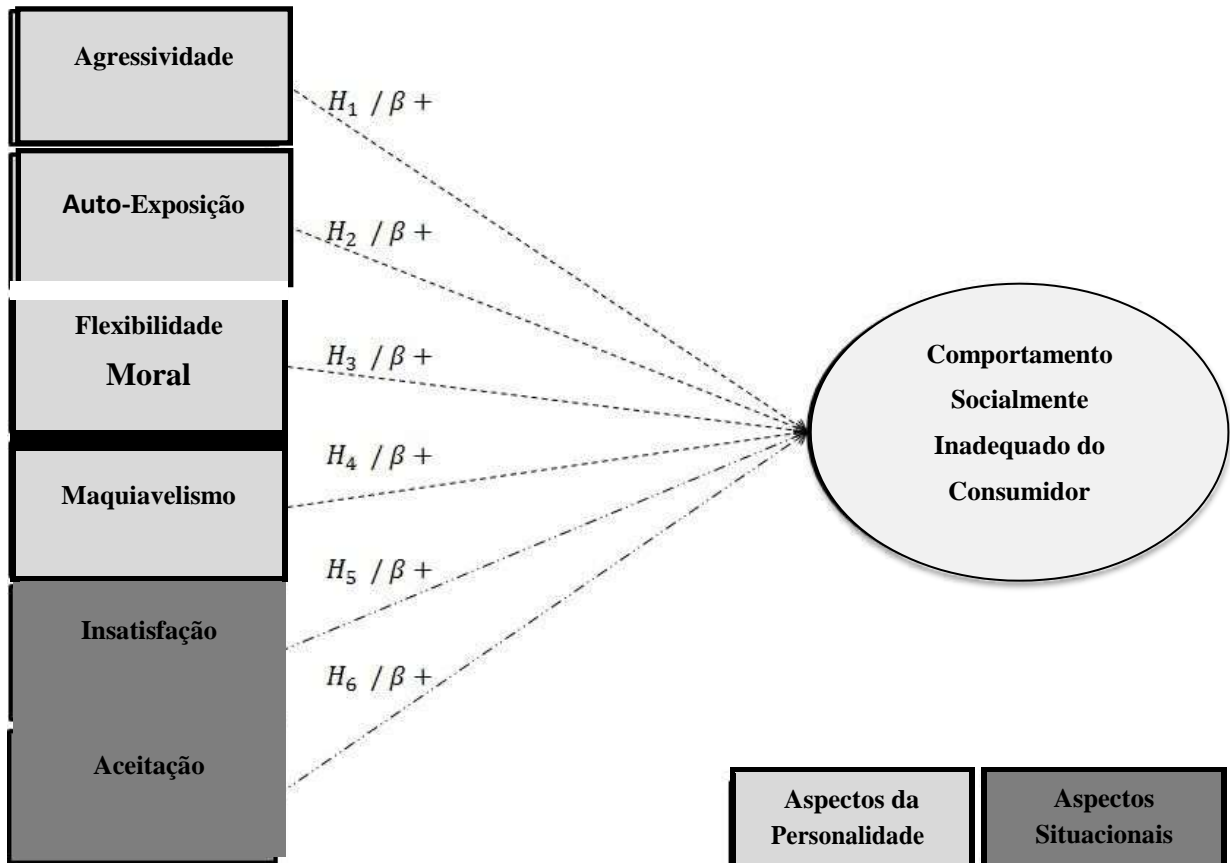 Agressividade
H₁ / β +
Auto-Exposição
H₂ / β +
Flexibilidade
Moral
H₃ / β +
Maquiavelismo
H₄ / β +
Insatisfação
H₅ / β +
Aceitação
H₆ / β +
Comportamento
Socialmente
Inadequado do
Consumidor
Aspectos da
Personalidade
Aspectos
Situacionais